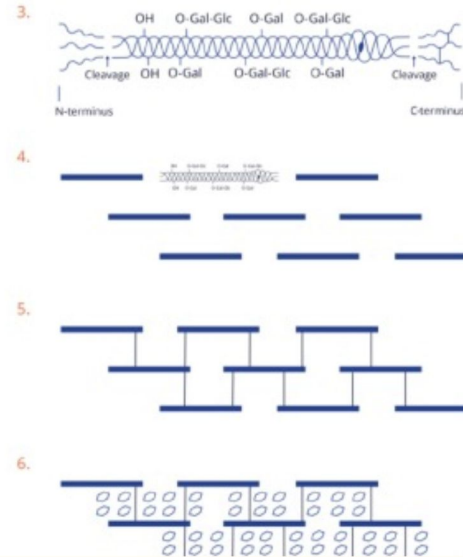 3.
OH O-Gal-Glc O-Gal O-Gal-Glc
Cleavage OH O-Gal O-Gal-Glc O-Gal Cleavage
N-terminus C-terminus
4.
5.
6.